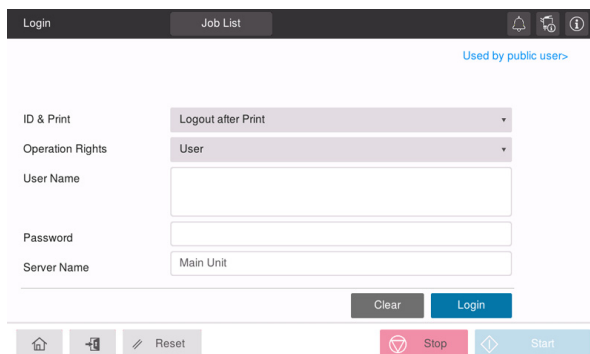 Login Job List
Used by public user>
ID & Print Logout after Print
Operation Rights User
User Name
Password
Server Name Main Unit
Clear Login
Reset Stop Start